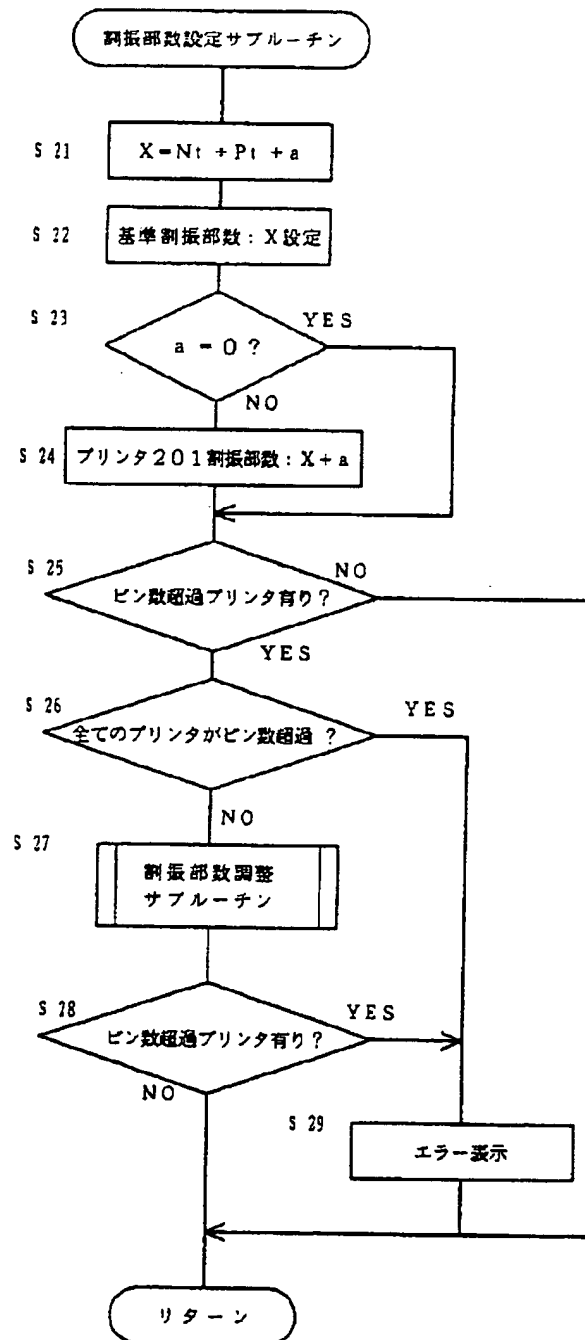 割振部数設定サブルーチン
S 21
X=Nt ÷ Pt + a
S 22
基準割振部数:X設定
S 23
YES
a = 0 ?
NO
S 24
プリンタ201割振部数:X+a
S 25
NO
ビン数超過プリンタ有り?
YES
S 26
YES
全てのプリンタがビン数超過 ?
NO
S 27
割振部数調整
サブルーチン
S 28
YES
ビン数超過プリンタ有り?
NO
S 29
エラー表示
リターン